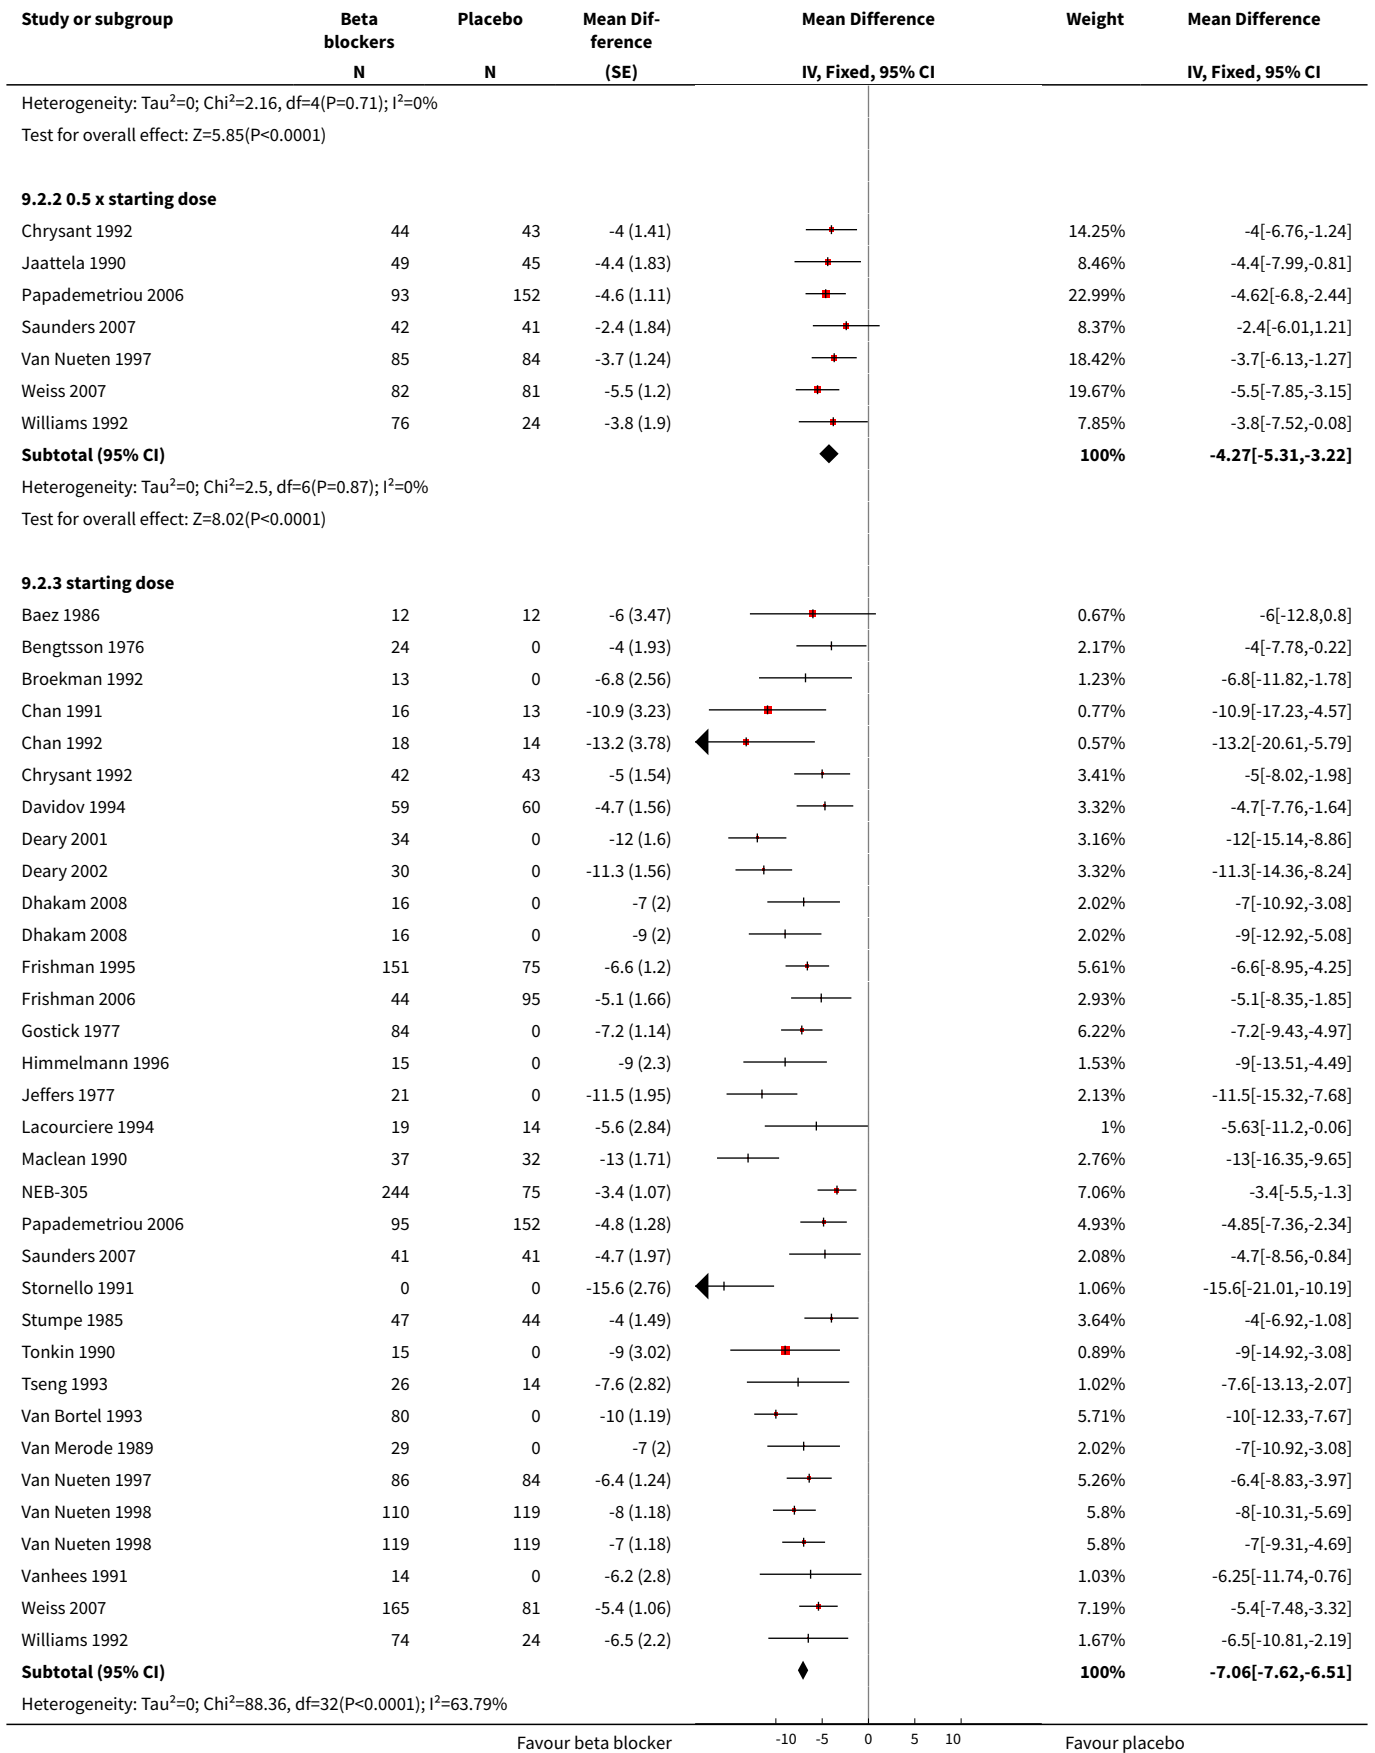 Study or subgroup Beta blockers Placebo Mean Dif-ference Mean Difference Weight Mean Difference
N N (SE) IV, Fixed, 95% CI IV, Fixed, 95% CI
Heterogeneity: Tau²=0; Chi²=2.16, df=4(P=0.71); I²=0%
Test for overall effect: Z=5.85(P<0.0001)
9.2.2 0.5 x starting dose
Chrysant 1992 44 43 -4 (1.41) 14.25% -4[-6.76,-1.24]
Jaattela 1990 49 45 -4.4 (1.83) 8.46% -4.4[-7.99,-0.81]
Papademetriou 2006 93 152 -4.6 (1.11) 22.99% -4.62[-6.8,-2.44]
Saunders 2007 42 41 -2.4 (1.84) 8.37% -2.4[-6.01,1.21]
Van Nueten 1997 85 84 -3.7 (1.24) 18.42% -3.7[-6.13,-1.27]
Weiss 2007 82 81 -5.5 (1.2) 19.67% -5.5[-7.85,-3.15]
Williams 1992 76 24 -3.8 (1.9) 7.85% -3.8[-7.52,-0.08]
Subtotal (95% CI) 100% -4.27[-5.31,-3.22]
Heterogeneity: Tau²=0; Chi²=2.5, df=6(P=0.87); I²=0%
Test for overall effect: Z=8.02(P<0.0001)
9.2.3 starting dose
Baez 1986 12 12 -6 (3.47) 0.67% -6[-12.8,0.8]
Bengtsson 1976 24 0 -4 (1.93) 2.17% -4[-7.78,-0.22]
Broekman 1992 13 0 -6.8 (2.56) 1.23% -6.8[-11.82,-1.78]
Chan 1991 16 13 -10.9 (3.23) 0.77% -10.9[-17.23,-4.57]
Chan 1992 18 14 -13.2 (3.78) 0.57% -13.2[-20.61,-5.79]
Chrysant 1992 42 43 -5 (1.54) 3.41% -5[-8.02,-1.98]
Davidov 1994 59 60 -4.7 (1.56) 3.32% -4.7[-7.76,-1.64]
Deary 2001 34 0 -12 (1.6) 3.16% -12[-15.14,-8.86]
Deary 2002 30 0 -11.3 (1.56) 3.32% -11.3[-14.36,-8.24]
Dhakam 2008 16 0 -7 (2) 2.02% -7[-10.92,-3.08]
Dhakam 2008 16 0 -9 (2) 2.02% -9[-12.92,-5.08]
Frishman 1995 151 75 -6.6 (1.2) 5.61% -6.6[-8.95,-4.25]
Frishman 2006 44 95 -5.1 (1.66) 2.93% -5.1[-8.35,-1.85]
Gostick 1977 84 0 -7.2 (1.14) 6.22% -7.2[-9.43,-4.97]
Himmelmann 1996 15 0 -9 (2.3) 1.53% -9[-13.51,-4.49]
Jeffers 1977 21 0 -11.5 (1.95) 2.13% -11.5[-15.32,-7.68]
Lacourciere 1994 19 14 -5.6 (2.84) 1% -5.63[-11.2,-0.06]
Maclean 1990 37 32 -13 (1.71) 2.76% -13[-16.35,-9.65]
NEB-305 244 75 -3.4 (1.07) 7.06% -3.4[-5.5,-1.3]
Papademetriou 2006 95 152 -4.8 (1.28) 4.93% -4.85[-7.36,-2.34]
Saunders 2007 41 41 -4.7 (1.97) 2.08% -4.7[-8.56,-0.84]
Stornello 1991 0 0 -15.6 (2.76) 1.06% -15.6[-21.01,-10.19]
Stumpe 1985 47 44 -4 (1.49) 3.64% -4[-6.92,-1.08]
Tonkin 1990 15 0 -9 (3.02) 0.89% -9[-14.92,-3.08]
Tseng 1993 26 14 -7.6 (2.82) 1.02% -7.6[-13.13,-2.07]
Van Bortel 1993 80 0 -10 (1.19) 5.71% -10[-12.33,-7.67]
Van Merode 1989 29 0 -7 (2) 2.02% -7[-10.92,-3.08]
Van Nueten 1997 86 84 -6.4 (1.24) 5.26% -6.4[-8.83,-3.97]
Van Nueten 1998 110 119 -8 (1.18) 5.8% -8[-10.31,-5.69]
Van Nueten 1998 119 119 -7 (1.18) 5.8% -7[-9.31,-4.69]
Vanhees 1991 14 0 -6.2 (2.8) 1.03% -6.25[-11.74,-0.76]
Weiss 2007 165 81 -5.4 (1.06) 7.19% -5.4[-7.48,-3.32]
Williams 1992 74 24 -6.5 (2.2) 1.67% -6.5[-10.81,-2.19]
Subtotal (95% CI) 100% -7.06[-7.62,-6.51]
Heterogeneity: Tau²=0; Chi²=88.36, df=32(P<0.0001); I²=63.79%
Favour beta blocker -10 -5 0 5 10 Favour placebo